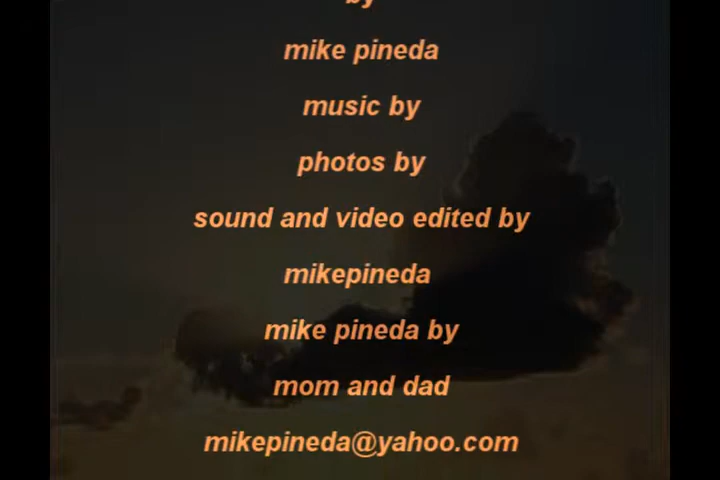 by
mike pineda
music by
photos by
sound and video edited by
mikepineda
mike pineda by
mom and dad
mikepineda@yahoo.com